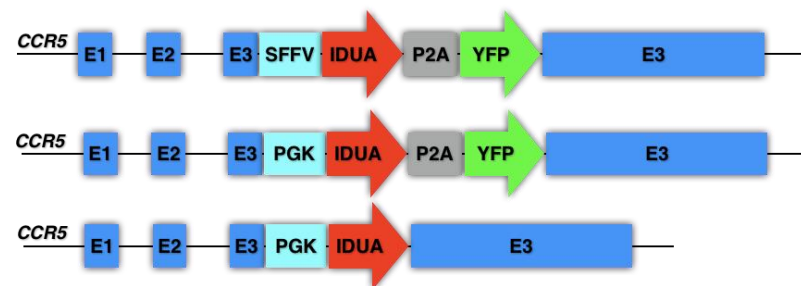 CCR5 E1 E2 E3 SFFV IDUA P2A YFP E3
CCR5 E1 E2 E3 PGK IDUA P2A YFP E3
CCR5 E1 E2 E3 PGK IDUA E3